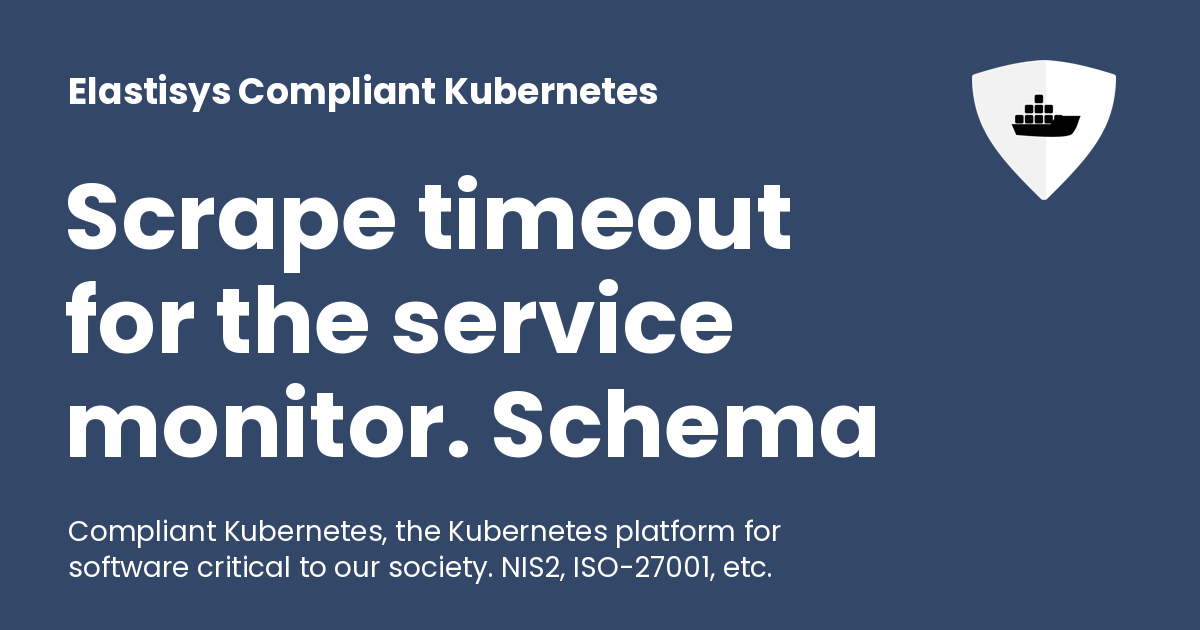 Elastisys Compliant Kubernetes
Scrape timeout
for the service
monitor. Schema
Compliant Kubernetes, the Kubernetes platform for
software critical to our society. NIS2, ISO-27001, etc.